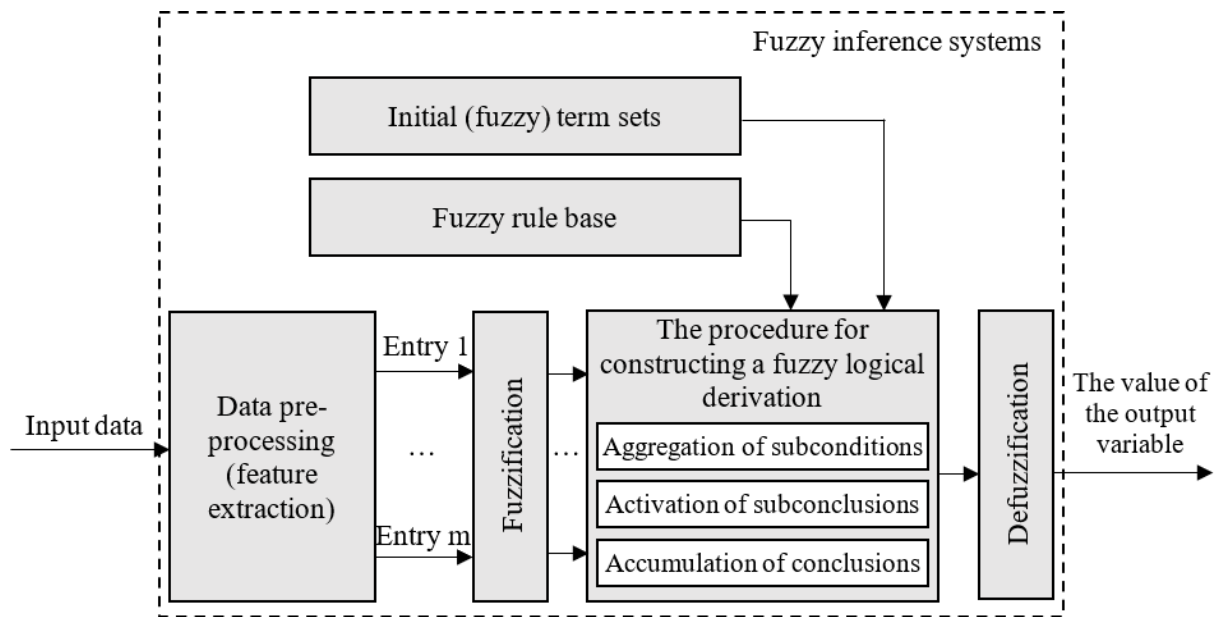 Fuzzy inference systems
Initial (fuzzy) term sets
Fuzzy rule base
Input data
Data pre-
processing
(feature
extraction)
Entry 1
...
Entry m
Fuzzification
...
The procedure for
constructing a fuzzy logical
derivation
Aggregation of subconditions
Activation of subconclusions
Accumulation of conclusions
Defuzzification
The value of
the output
variable